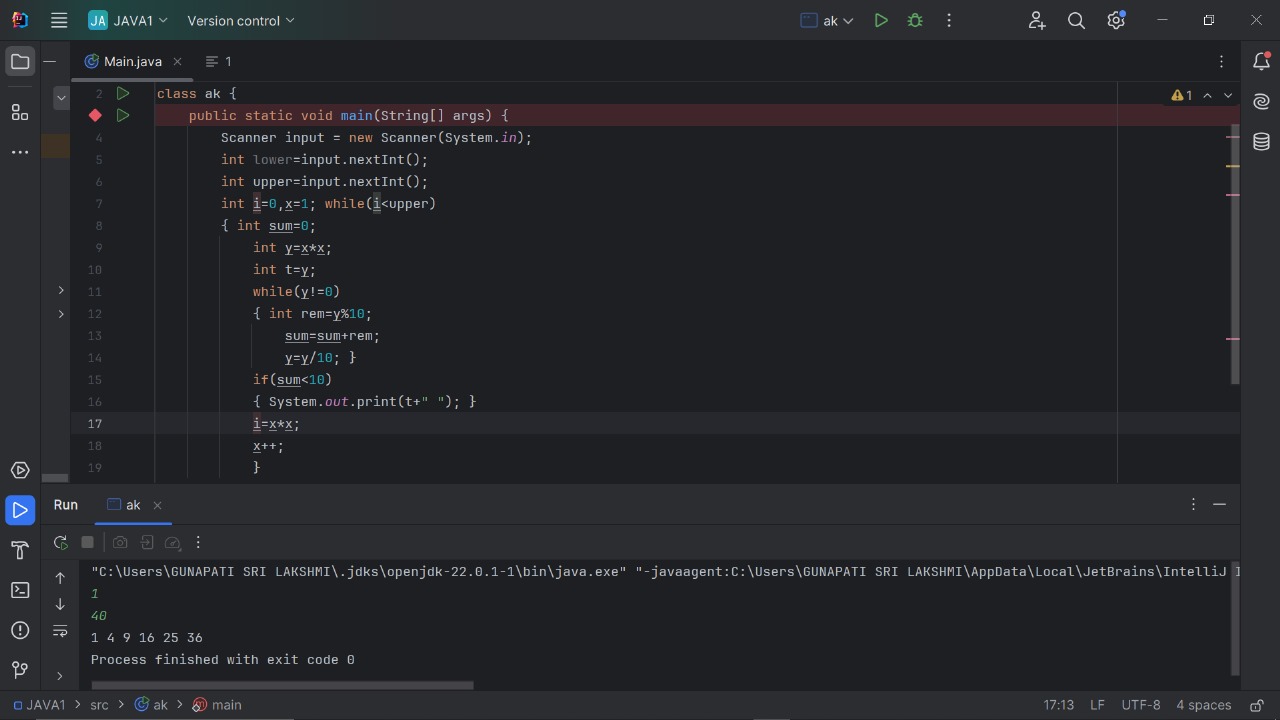 JA JAVA1 Version control ak
Main.java 1
2 class ak {
public static void main(String[] args) {
4 Scanner input = new Scanner(System.in);
5 int lower=input.nextInt();
6 int upper=input.nextInt();
7 int i=0,x=1; while(i<upper)
8 { int sum=0;
9 int y=x*x;
10 int t=y;
11 while(y!=0)
12 { int rem=y%10;
13 sum=sum+rem;
14 y=y/10; }
15 if(sum<10)
16 { System.out.print(t+" "); }
17 i=x*x;
18 x++;
19 }
1
Run ak
"C:\Users\GUNAPATI SRI LAKSHMI\.jdks\openjdk-22.0.1-1\bin\java.exe" "-javaagent:C:\Users\GUNAPATI SRI LAKSHMI\AppData\Local\JetBrains\IntelliJ I
1
40
1 4 9 16 25 36
Process finished with exit code 0
JAVA1 > src > ak > main 17:13 LF UTF-8 4 spaces